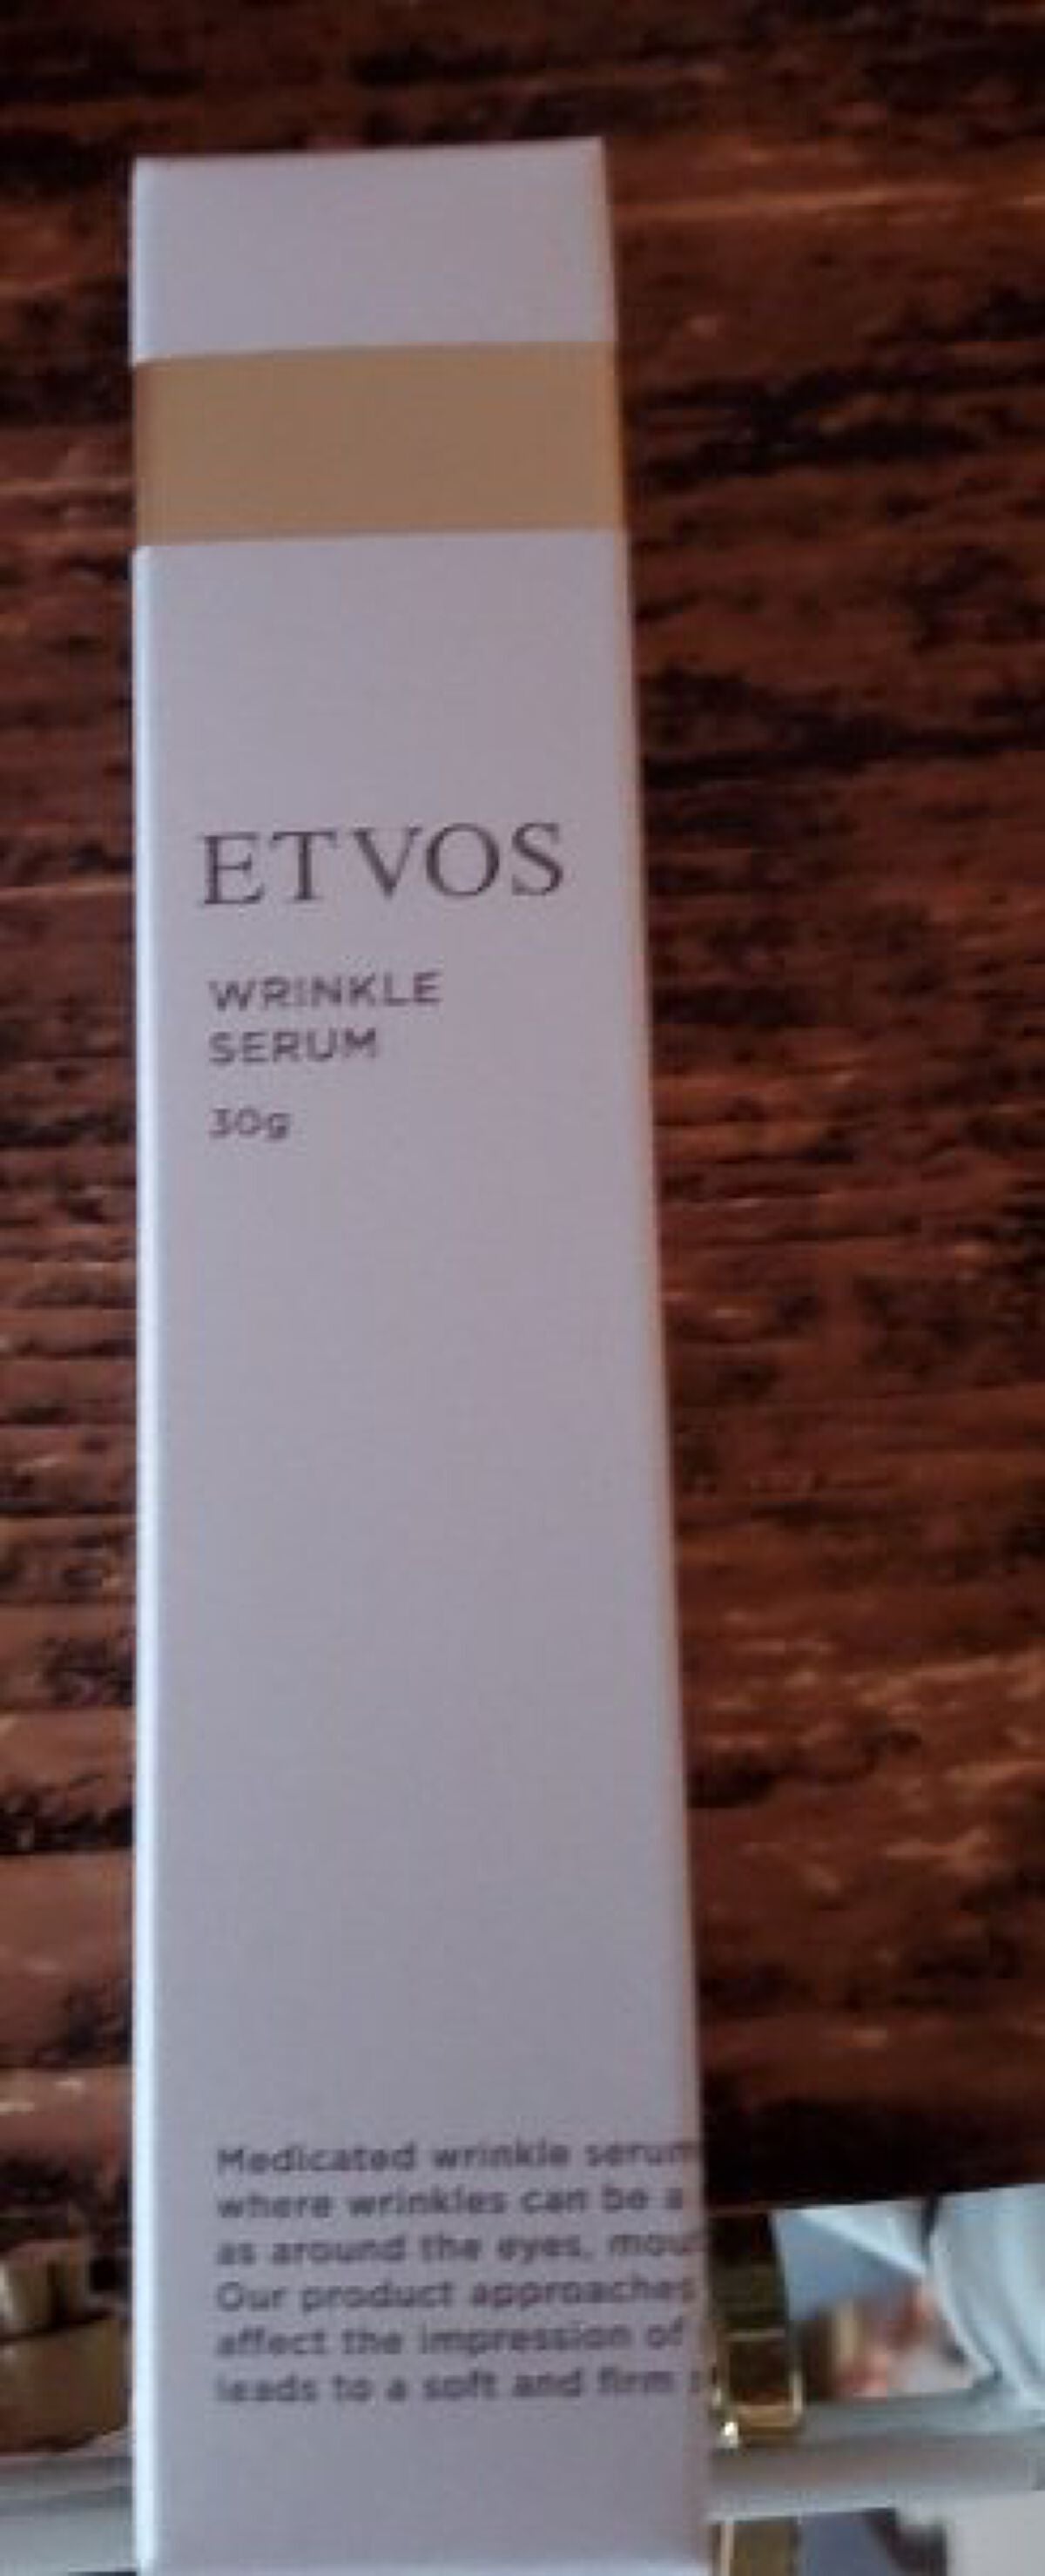 ETVOS
WRINKLE
SERUM
30g
Medicated wrinkle serum
where wrinkles can be a
as around the eyes,
Our product approaches
affect the impression of
leads to a soft and firm